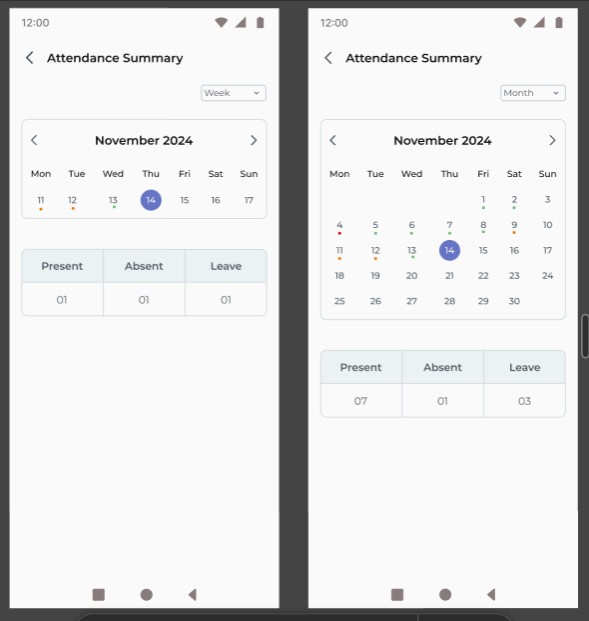 12:00
Attendance Summary
Week
November 2024
Mon Tue Wed Thu Fri Sat Sun
11 12 13 14 15 16 17
Present Absent Leave
01 01 01
12:00
Attendance Summary
Month
November 2024
Mon Tue Wed Thu Fri Sat Sun
1 2 3
4 5 6 7 8 9 10
11 12 13 14 15 16 17
18 19 20 21 22 23 24
25 26 27 28 29 30
Present Absent Leave
07 01 03